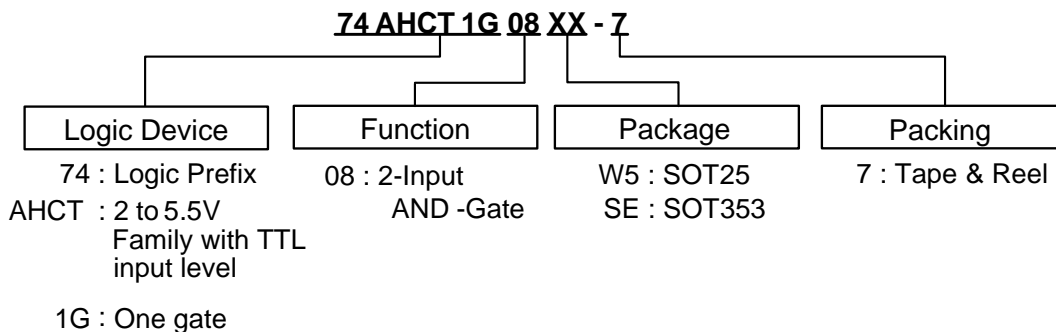 74 AHCT 1G 08 XX - 7
Logic Device
74 : Logic Prefix
AHCT : 2 to 5.5V
Family with TTL
input level
1G : One gate
Function
08 : 2-Input
AND -Gate
Package
W5 : SOT25
SE : SOT353
Packing
7 : Tape & Reel